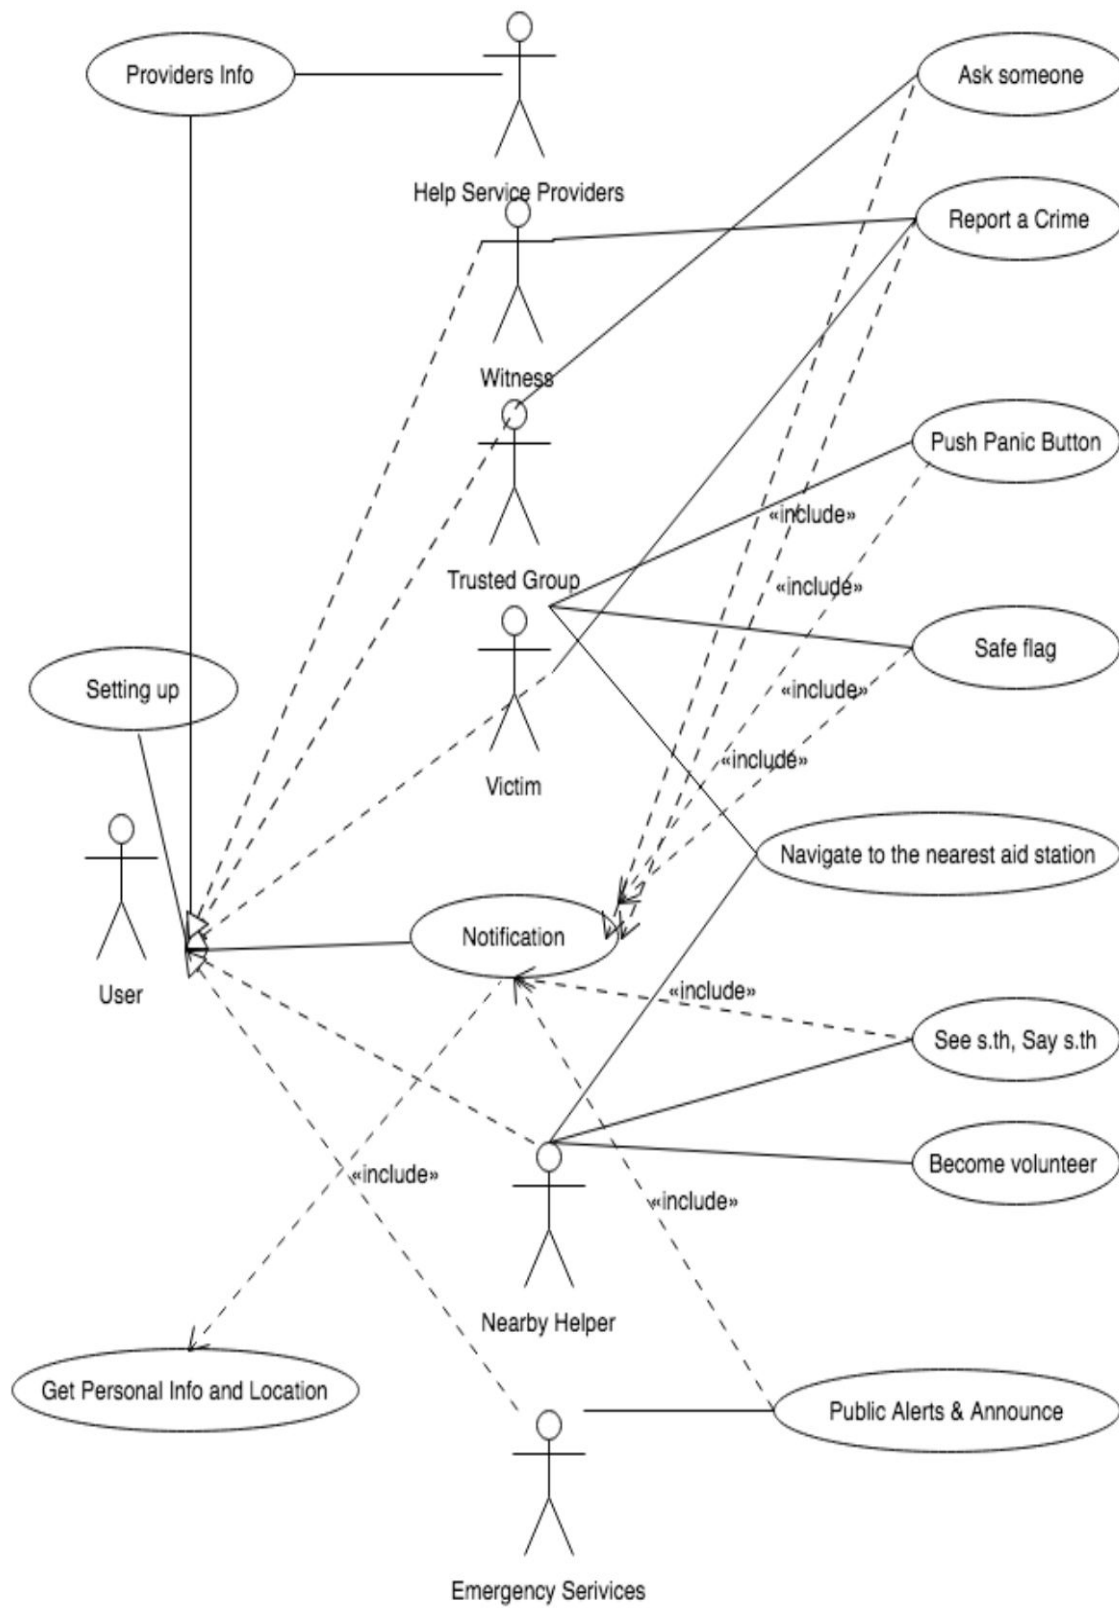 Providers Info
Ask someone
Help Service Providers
Report a Crime
Witness
Push Panic Button
«include»
Trusted Group
«include»
Safe flag
Setting up
«include»
«include»
Victim
Navigate to the nearest aid station
Notification
User
«include»
See s.th, Say s.th
Become volunteer
«include»
«include»
Nearby Helper
Get Personal Info and Location
Public Alerts & Announce
Emergency Serivices